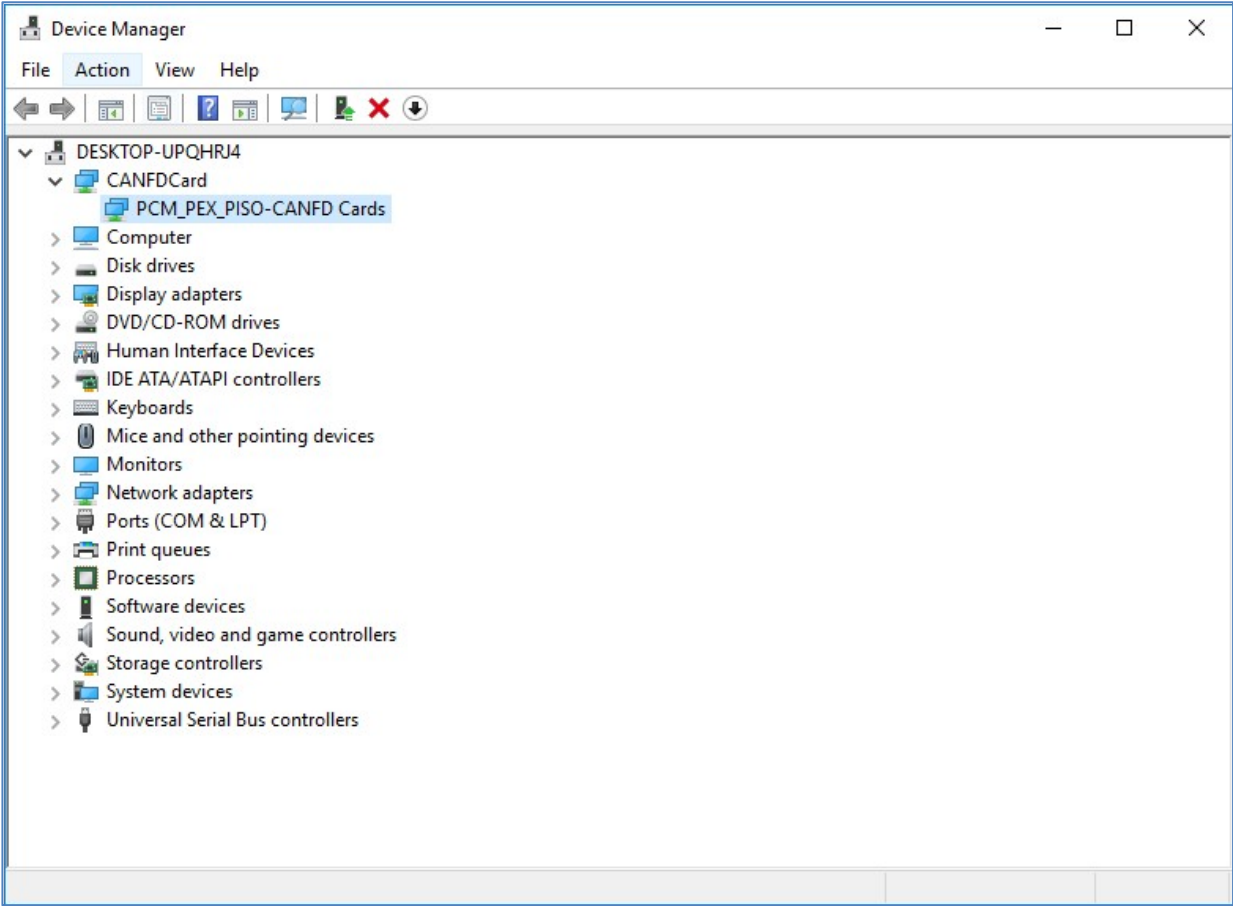 Device Manager
File Action View Help
DESKTOP-UPQHRJ4
CANFDCard
PCM_PEX_PISO-CANFD Cards
Computer
Disk drives
Display adapters
DVD/CD-ROM drives
Human Interface Devices
IDE ATA/ATAPI controllers
Keyboards
Mice and other pointing devices
Monitors
Network adapters
Ports (COM & LPT)
Print queues
Processors
Software devices
Sound, video and game controllers
Storage controllers
System devices
Universal Serial Bus controllers